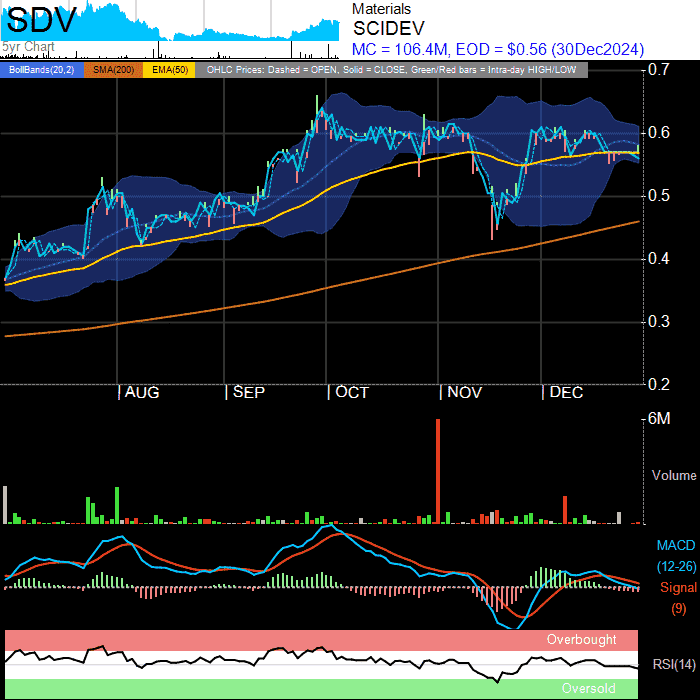 SDV
5yr Chart
Materials
SCIDEV
MC = 106.4M, EOD = $0.56 (30Dec2024)
BollBands(20,2) SMA(200) EMA(50) OHLC Prices: Dashed = OPEN, Solid = CLOSE, Green/Red bars = Intra-day HIGH/LOW
0.7
0.6
0.5
0.4
0.3
0.2
AUG SEP OCT NOV DEC
6M
Volume
MACD
(12-26)
Signal
(9)
Overbought
RSI(14)
Oversold